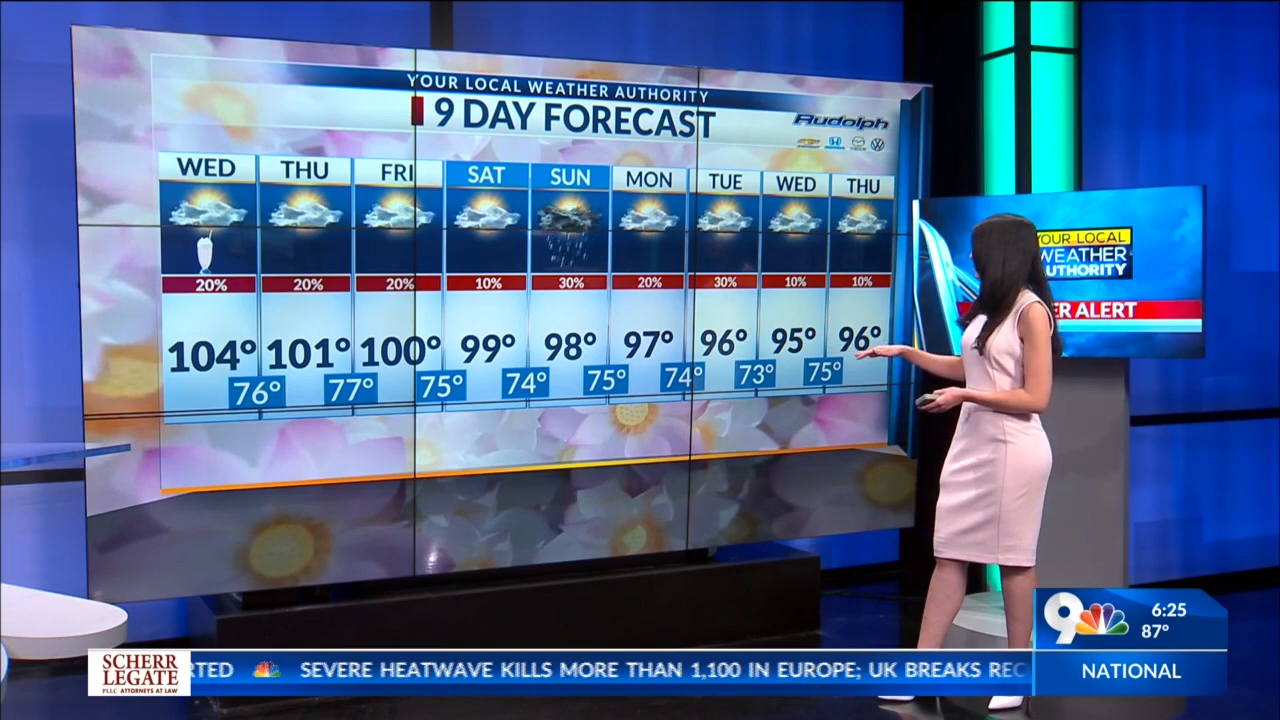 YOUR LOCAL WEATHER AUTHORITY
9 DAY FORECAST
Rudolph
WED THU FRI SAT SUN MON TUE WED THU
20% 20% 20% 10% 30% 20% 30% 10% 10%
104° 101° 100° 99° 98° 97° 96° 95° 96°
76° 77° 75° 74° 75° 74° 73° 75°
YOUR LOCAL
WEATHER
AUTHORITY
ER ALERT
9
6:25
87°
NATIONAL
SCHERR
LEGATE
PLLC ATTORNEYS AT LAW
RTED SEVERE HEATWAVE KILLS MORE THAN 1,100 IN EUROPE; UK BREAKS REC